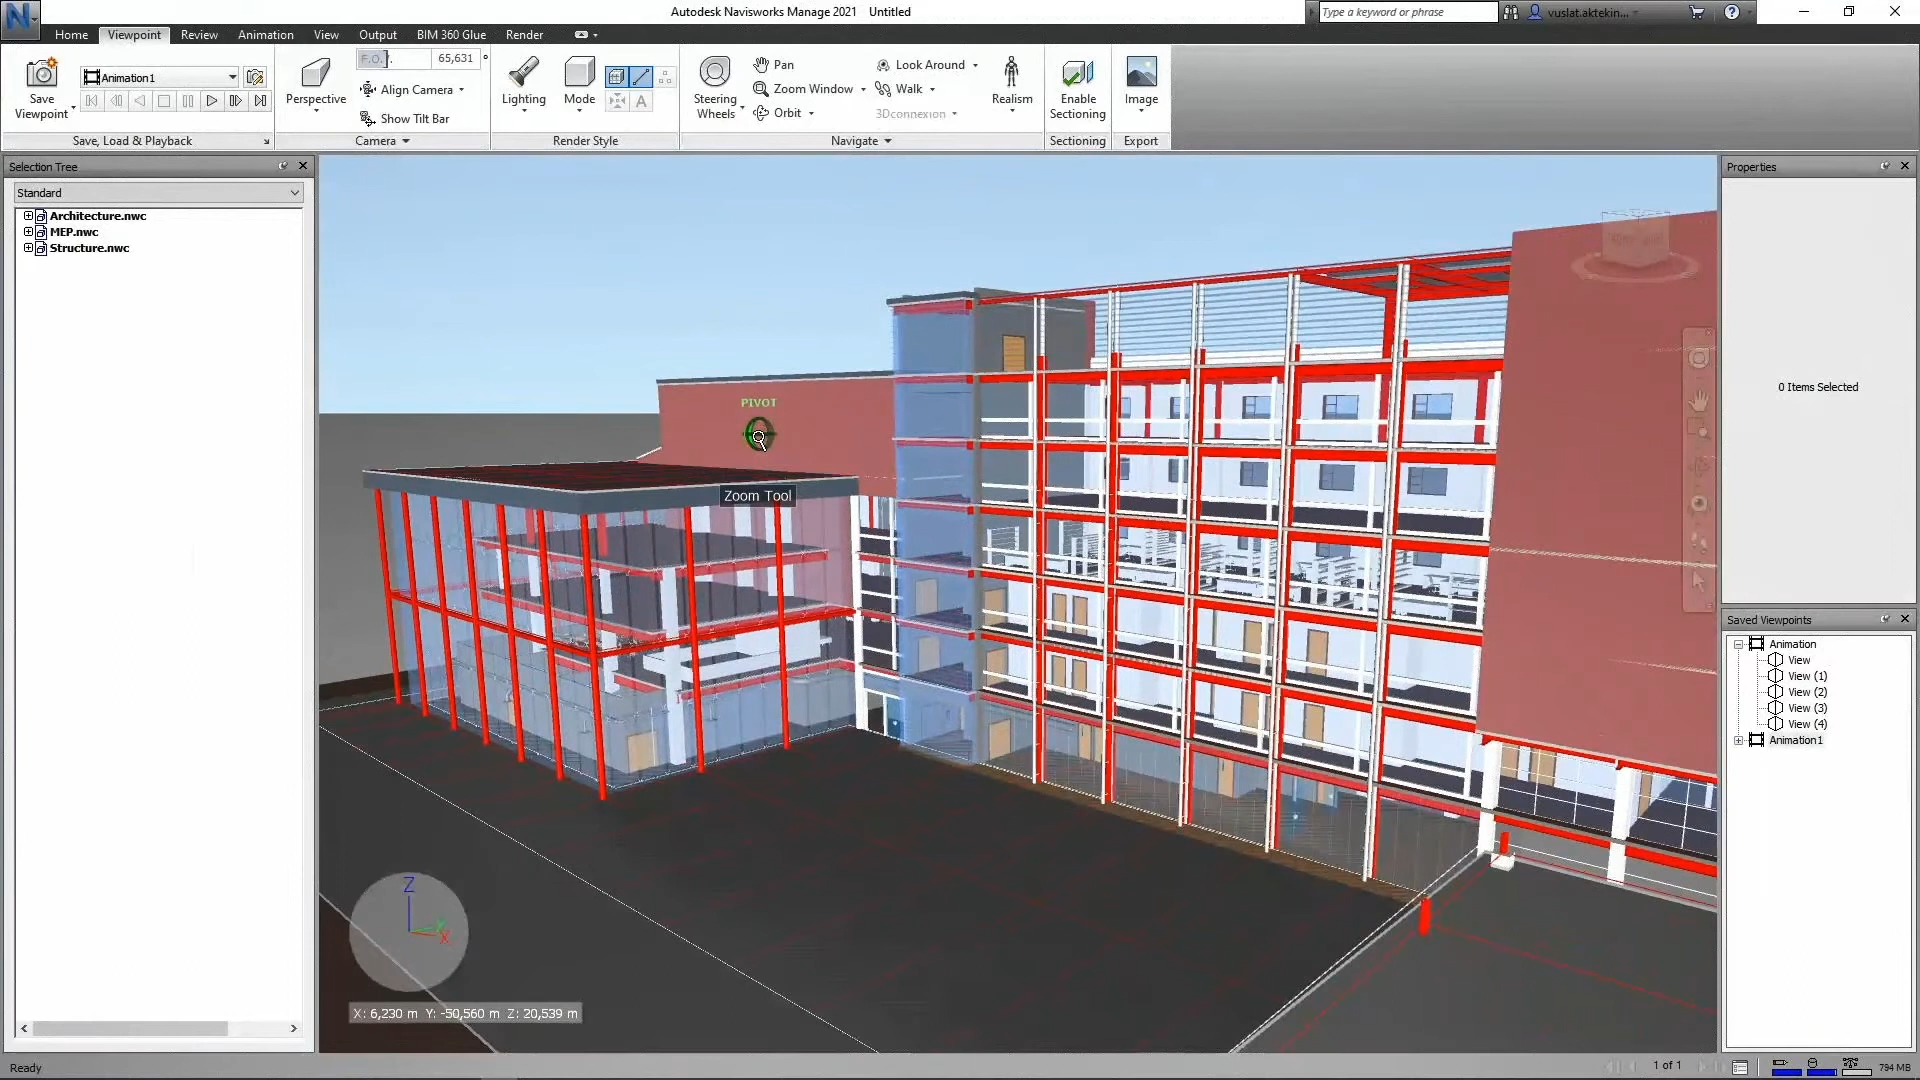 Autodesk Navisworks Manage 2021 Untitled
Type a keyword or phrase
vuslat.aktekin...
Home Viewpoint Review Animation View Output BIM 360 Glue Render
Save Viewpoint
Animation1
Save, Load & Playback
Perspective
65,631
Align Camera
Show Tilt Bar
Camera
Lighting
Mode
Render Style
Steering Wheels
Pan
Zoom Window
Orbit
Look Around
Walk
3Dconnexion
Navigate
Realism
Enable Sectioning
Sectioning
Image
Export
Selection Tree
Standard
Architecture.nwc
MEP.nwc
Structure.nwc
PIVOT
Zoom Tool
Z
X
X: 6,230 m Y: -50,560 m Z: 20,539 m
Properties
0 Items Selected
Saved Viewpoints
Animation
View
View (1)
View (2)
View (3)
View (4)
Animation1
Ready
1 of 1
794 MB